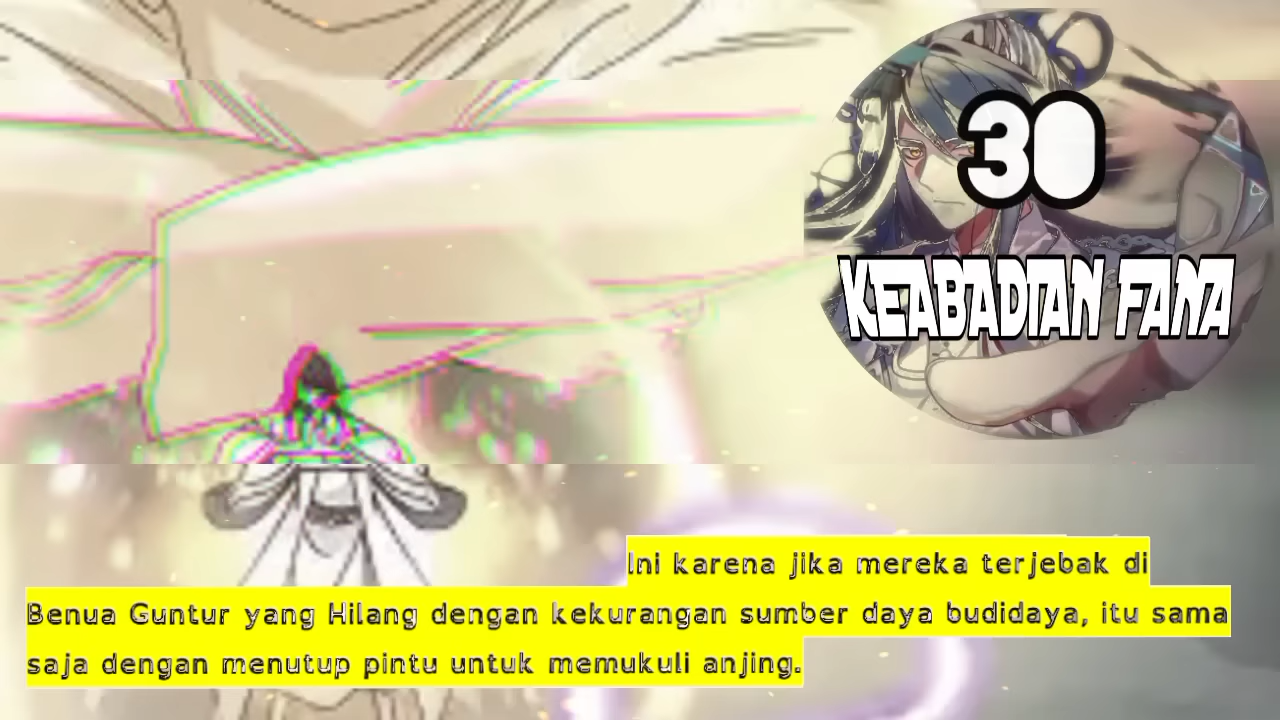 30
KEABADIAN FANA
Ini karena jika mereka terjebak di
Benua Guntur yang Hilang dengan kekurangan sumber daya budidaya, itu sama
saja dengan menutup pintu untuk memukuli anjing.